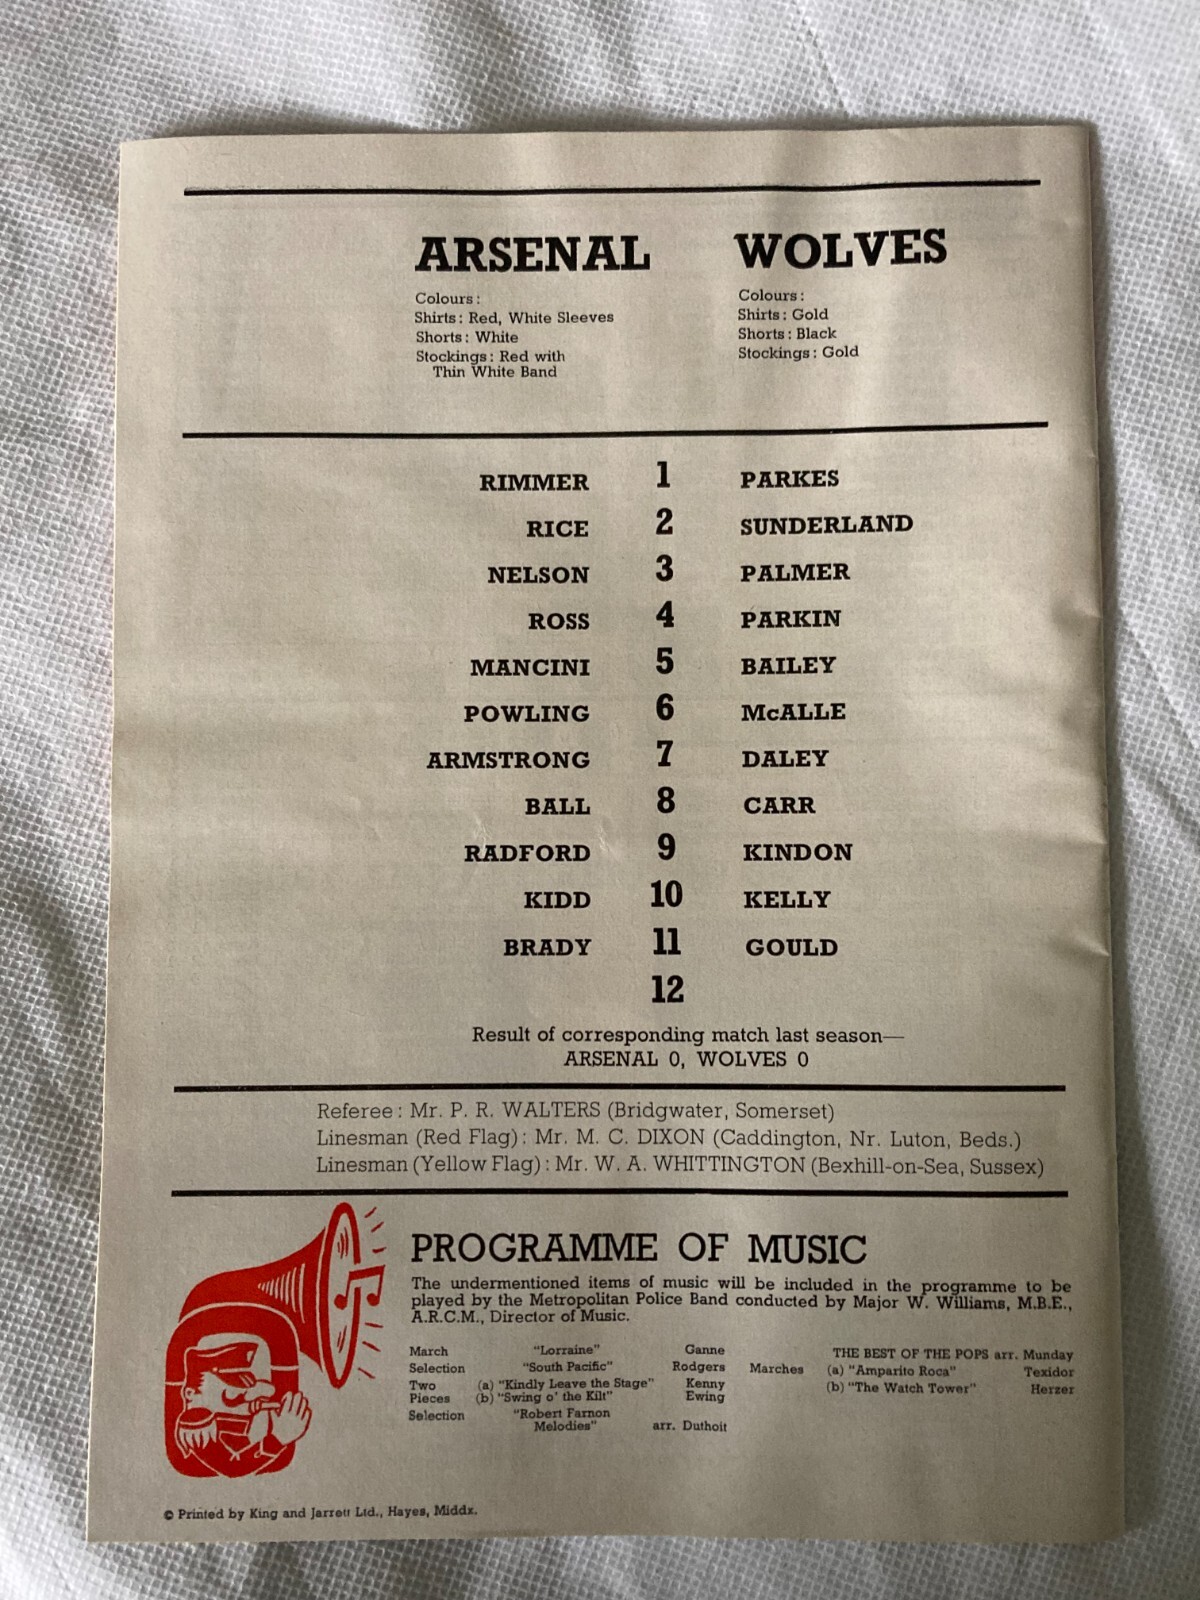 ARSENAL WOLVES
Colours : Colours :
Shirts : Red, White Sleeves Shirts : Gold
Shorts : White Shorts : Black
Stockings : Red with Stockings : Gold
Thin White Band
RIMMER 1 PARKES
RICE 2 SUNDERLAND
NELSON 3 PALMER
ROSS 4 PARKIN
MANCINI 5 BAILEY
POWLING 6 McALLE
ARMSTRONG 7 DALEY
BALL 8 CARR
RADFORD 9 KINDON
KIDD 10 KELLY
BRADY 11 GOULD
12
Result of corresponding match last season—
ARSENAL 0, WOLVES 0
Referee : Mr. P. R. WALTERS (Bridgwater, Somerset)
Linesman (Red Flag) : Mr. M. C. DIXON (Caddington, Nr. Luton, Beds.)
Linesman (Yellow Flag) : Mr. W. A. WHITTINGTON (Bexhill-on-Sea, Sussex)
PROGRAMME OF MUSIC
The undermentioned items of music will be included in the programme to be
played by the Metropolitan Police Band conducted by Major W. Williams, M.B.E.,
A.R.C.M., Director of Music.
March "Lorraine" Ganne
Selection "South Pacific" Rodgers
Two (a) "Kindly Leave the Stage" Kenny
Pieces (b) "Swing o' the Kilt" Ewing
Selection "Robert Farnon
Melodies" arr. Duthoit
THE BEST OF THE POPS arr. Munday
Marches (a) "Amparito Roca" Texidor
(b) "The Watch Tower" Herzer
© Printed by King and Jarrett Ltd., Hayes, Middx.